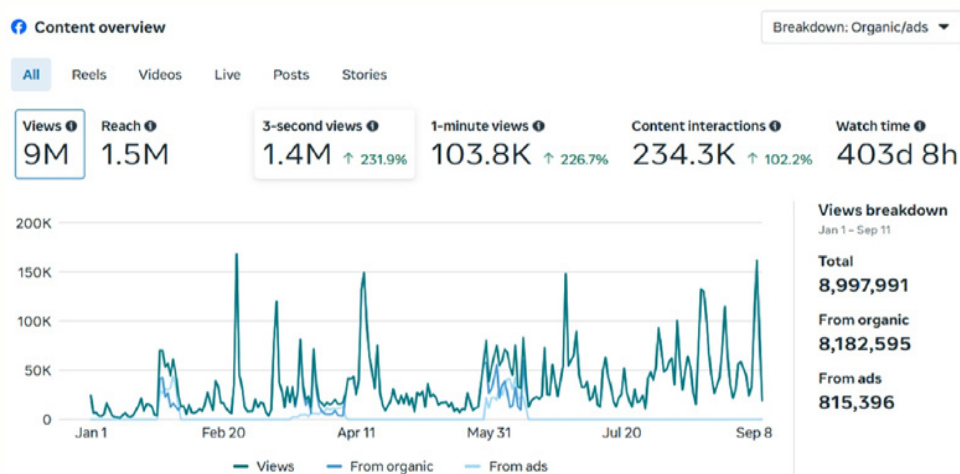 Content overview
Breakdown: Organic/ads
All Reels Videos Live Posts Stories
Views Reach 3-second views 1-minute views Content interactions Watch time
9M 1.5M 1.4M ↑ 231.9% 103.8K ↑ 226.7% 234.3K ↑ 102.2% 403d 8h
200K
150K
100K
50K
0
Jan 1 Feb 20 Apr 11 May 31 Jul 20 Sep 8
Views From organic From ads
Views breakdown
Jan 1 – Sep 11
Total
8,997,991
From organic
8,182,595
From ads
815,396